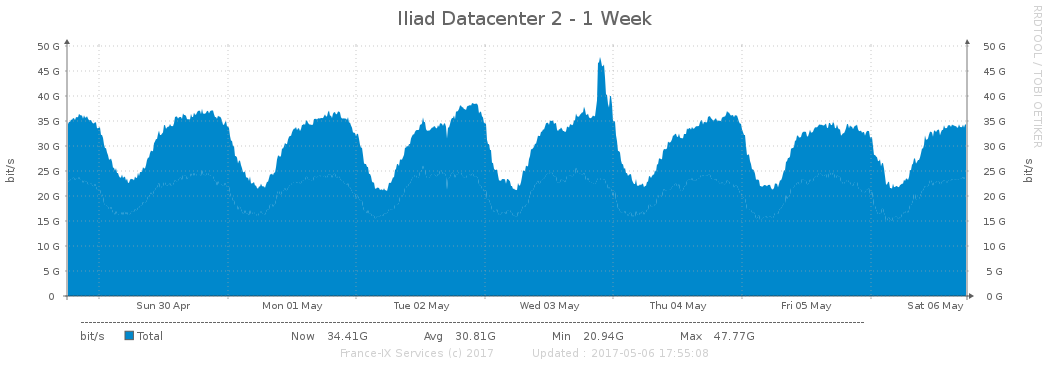 Iliad Datacenter 2 - 1 Week
RRDTOOL / TOBI OETIKER
50 G 50 G
45 G 45 G
40 G 40 G
35 G 35 G
30 G 30 G
25 G 25 G
20 G 20 G
15 G 15 G
10 G 10 G
5 G 5 G
0 0 G
bit/s bit/s
Sun 30 Apr Mon 01 May Tue 02 May Wed 03 May Thu 04 May Fri 05 May Sat 06 May
bit/s Total Now 34.41G Avg 30.81G Min 20.94G Max 47.77G
France-IX Services (c) 2017 Updated : 2017-05-06 17:55:08